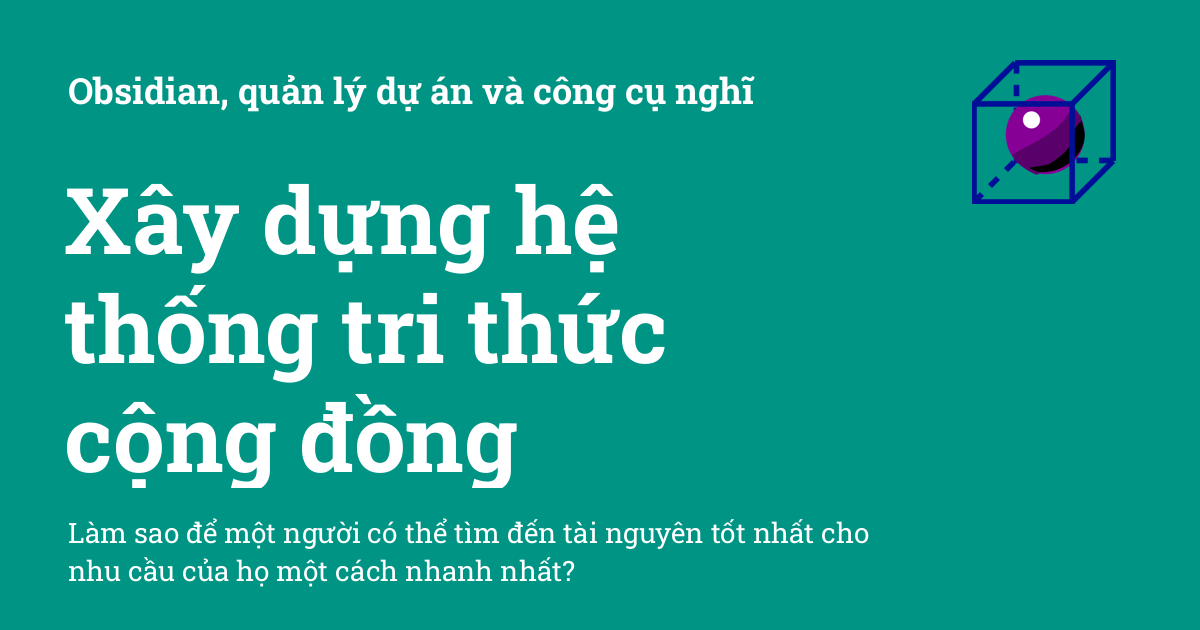 Obsidian, quản lý dự án và công cụ nghĩ
Xây dựng hệ
thống tri thức
cộng đồng
Làm sao để một người có thể tìm đến tài nguyên tốt nhất cho
nhu cầu của họ một cách nhanh nhất?